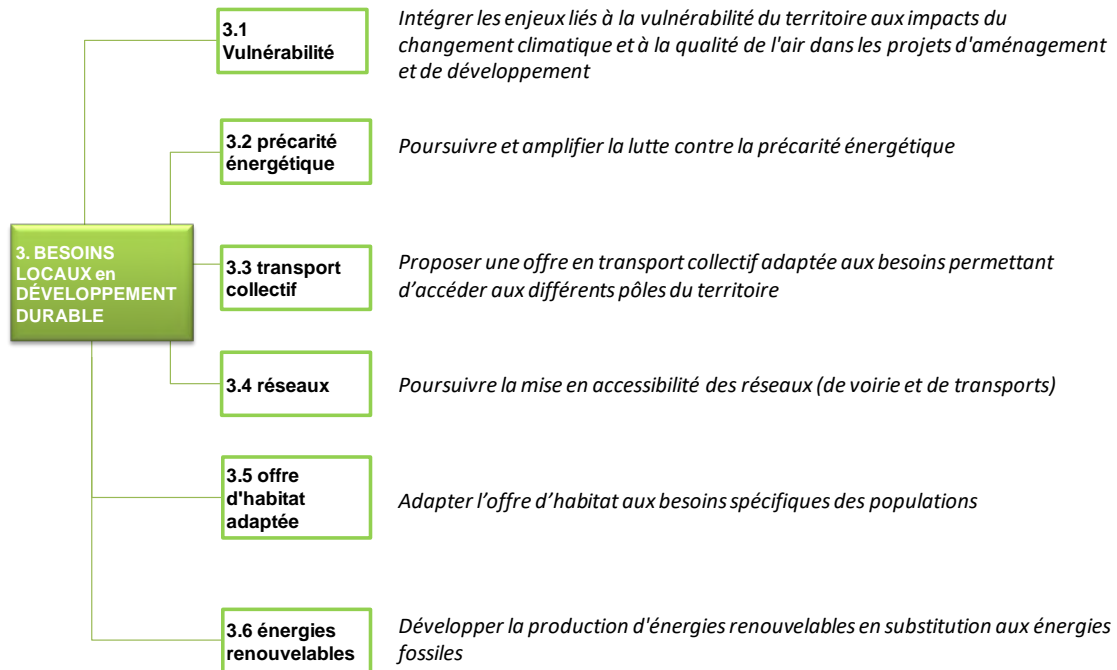 3. BESOINS
LOCAUX en
DÉVELOPPEMENT
DURABLE
3.1
Vulnérabilité
Intégrer les enjeux liés à la vulnérabilité du territoire aux impacts du
changement climatique et à la qualité de l'air dans les projets d'aménagement
et de développement
3.2 précarité
énergétique
Poursuivre et amplifier la lutte contre la précarité énergétique
3.3 transport
collectif
Proposer une offre en transport collectif adaptée aux besoins permettant
d’accéder aux différents pôles du territoire
3.4 réseaux
Poursuivre la mise en accessibilité des réseaux (de voirie et de transports)
3.5 offre
d'habitat
adaptée
Adapter l’offre d’habitat aux besoins spécifiques des populations
3.6 énergies
renouvelables
Développer la production d'énergies renouvelables en substitution aux énergies
fossiles